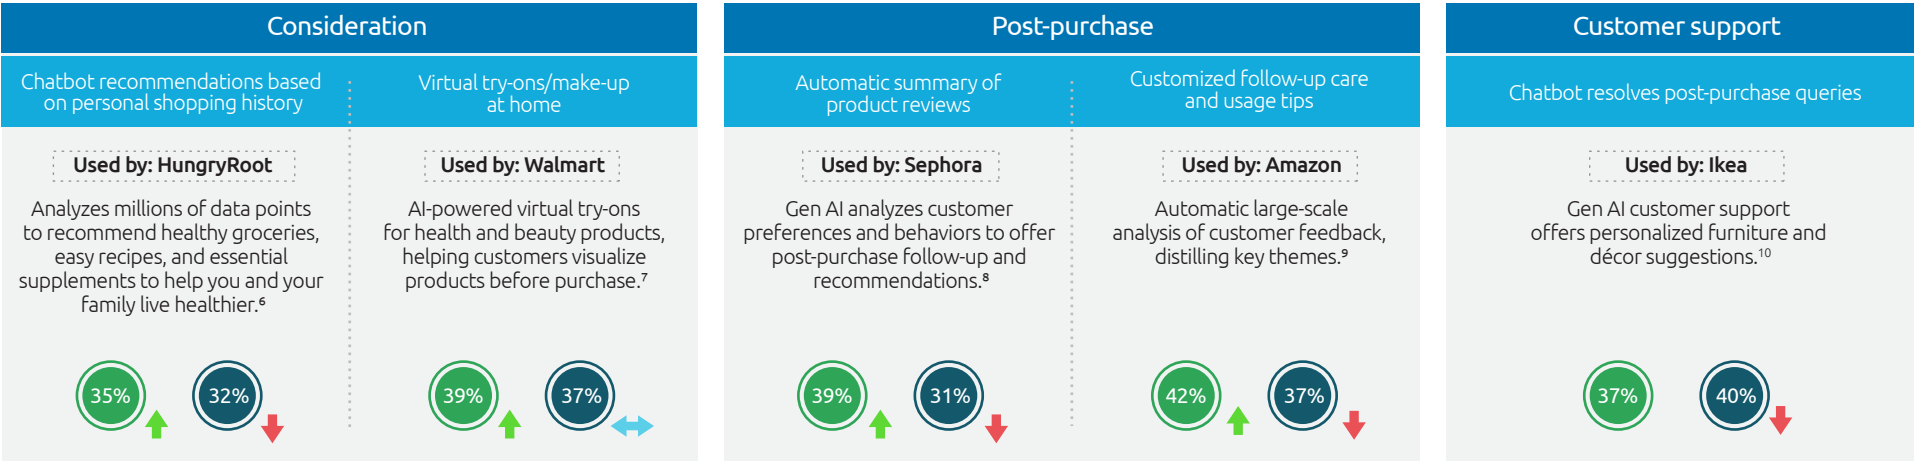 Consideration
Chatbot recommendations based
on personal shopping history
Used by: HungryRoot
Analyzes millions of data points
to recommend healthy groceries,
easy recipes, and essential
supplements to help you and your
family live healthier.⁶
35%
32%
Virtual try-ons/make-up
at home
Used by: Walmart
AI-powered virtual try-ons
for health and beauty products,
helping customers visualize
products before purchase.⁷
39%
37%
Post-purchase
Automatic summary of
product reviews
Used by: Sephora
Gen AI analyzes customer
preferences and behaviors to offer
post-purchase follow-up and
recommendations.⁸
39%
31%
Customized follow-up care
and usage tips
Used by: Amazon
Automatic large-scale
analysis of customer feedback,
distilling key themes.⁹
42%
37%
Customer support
Chatbot resolves post-purchase queries
Used by: Ikea
Gen AI customer support
offers personalized furniture and
décor suggestions.¹⁰
37%
40%